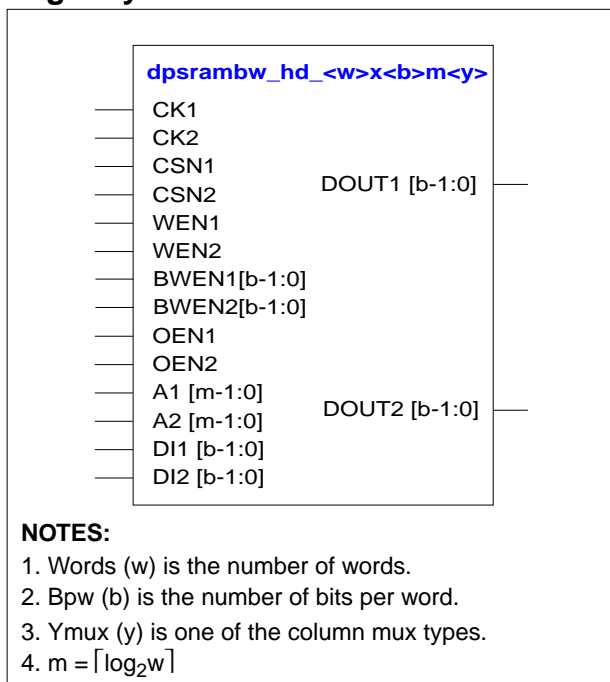 dpsrambw_hd_<w>x<b>m<y>
CK1
CK2
CSN1
CSN2
WEN1
WEN2
BWEN1[b-1:0]
BWEN2[b-1:0]
OEN1
OEN2
A1 [m-1:0]
A2 [m-1:0]
DI1 [b-1:0]
DI2 [b-1:0]
DOUT1 [b-1:0]
DOUT2 [b-1:0]
NOTES:
1. Words (w) is the number of words.
2. Bpw (b) is the number of bits per word.
3. Ymux (y) is one of the column mux types.
4. m = ⌈log₂w⌉